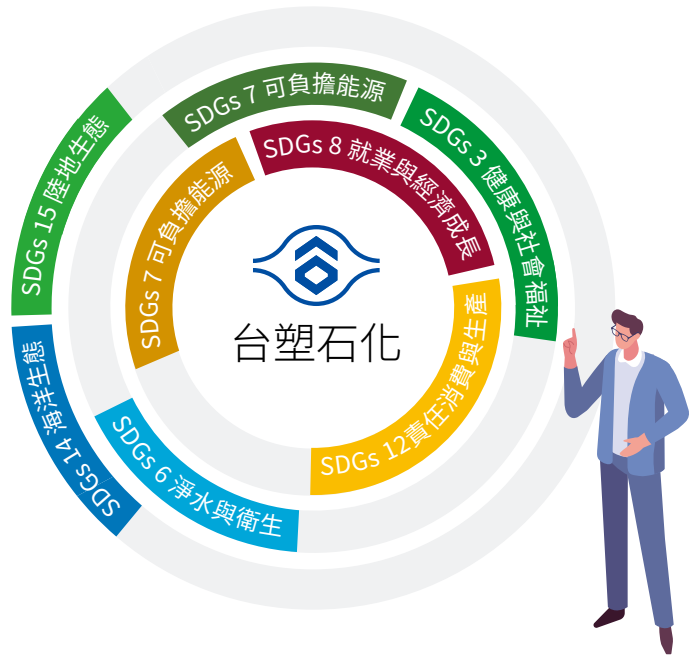 SDGs 7 可負擔能源
SDGs 3 健康與社會 福祉
SDGs 8 就業與經濟成長
SDGs 7 可負擔能源
SDGs 15 陸地生態
台塑石化
SDGs 12責任消費與生產
SDGs 14 海洋生態
SDGs 6 淨水與衛生